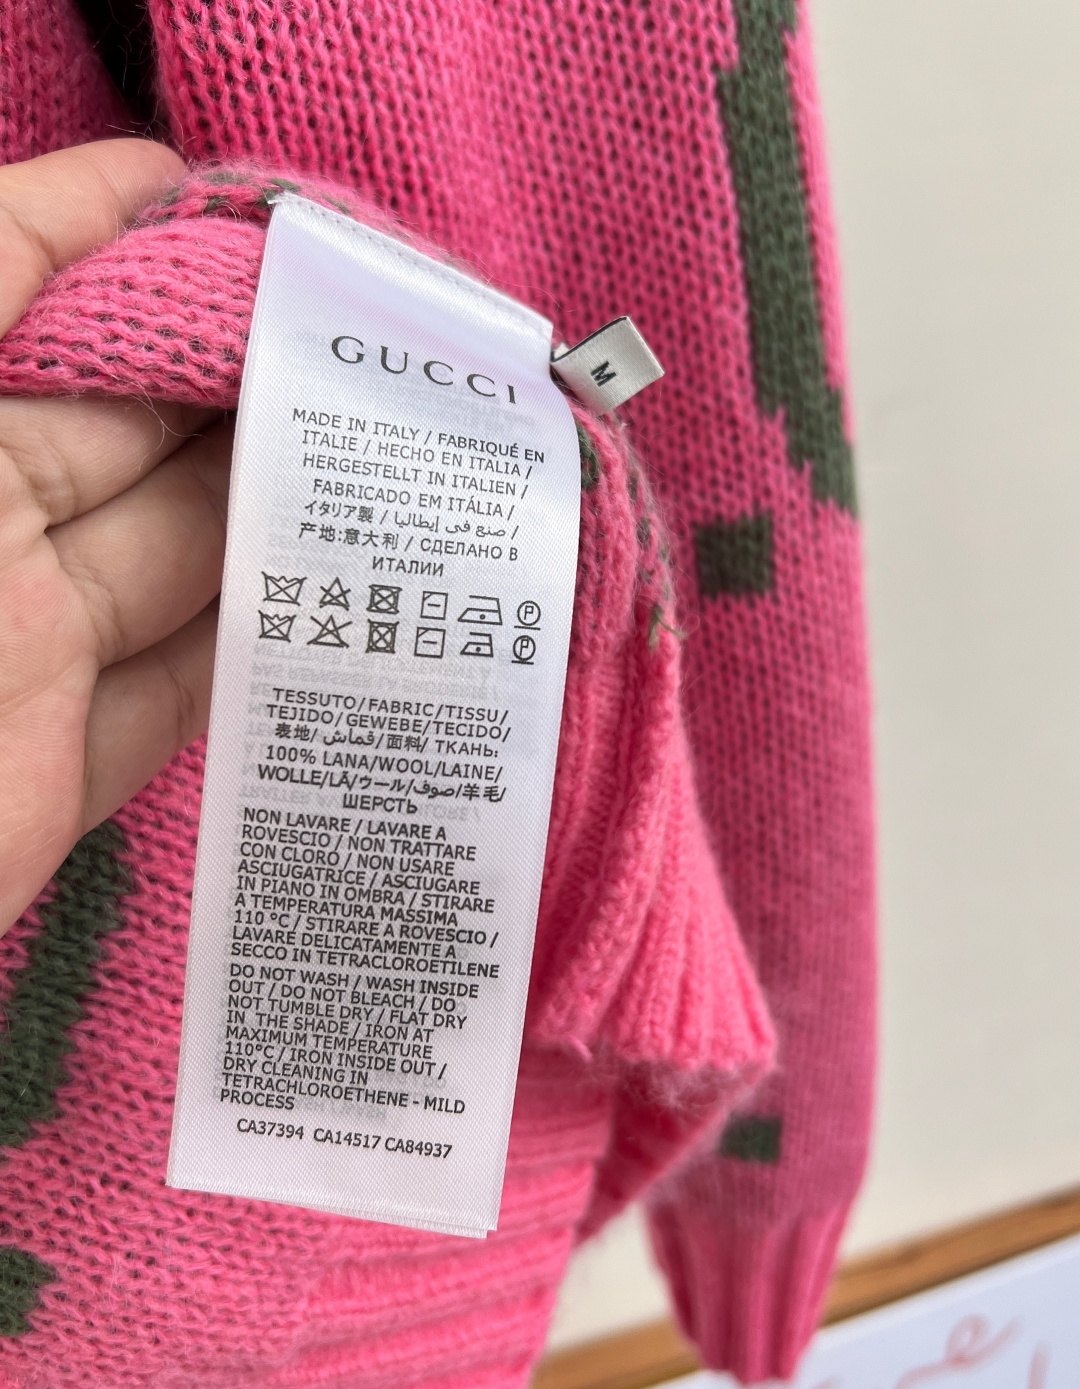 GUCCI
M
MADE IN ITALY / FABRIQUÉ EN
ITALIE / HECHO EN ITALIA /
HERGESTELLT IN ITALIEN /
FABRICADO EM ITÁLIA /
イタリア製 / صنع في إيطاليا /
产地:意大利 / СДЕЛАНО В
ИТАЛИИ
P
P
TESSUTO/FABRIC/TISSU/
TEJIDO/GEWEBE/TECIDO/
表地/ قماش/面料/ ТКАНЬ:
100% LANA/WOOL/LAINE/
WOLLE/LÃ/ウール/صوف/羊毛/
ШЕРСТЬ
NON LAVARE / LAVARE A
ROVESCIO / NON TRATTARE
CON CLORO / NON USARE
ASCIUGATRICE / ASCIUGARE
IN PIANO IN OMBRA / STIRARE
A TEMPERATURA MASSIMA
110 °C / STIRARE A ROVESCIO /
LAVARE DELICATAMENTE A
SECCO IN TETRACLOROETILENE
DO NOT WASH / WASH INSIDE
OUT / DO NOT BLEACH / DO
NOT TUMBLE DRY / FLAT DRY
IN THE SHADE / IRON AT
MAXIMUM TEMPERATURE
110°C / IRON INSIDE OUT /
DRY CLEANING IN
TETRACHLOROETHENE - MILD
PROCESS
CA37394 CA14517 CA84937